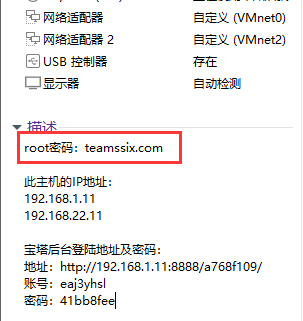 网络适配器 自定义 (VMnet0)
网络适配器 2 自定义 (VMnet2)
USB 控制器 存在
显示器 自动检测
描述
root密码：teamssix.com
此主机的IP地址：
192.168.1.11
192.168.22.11
宝塔后台登陆地址及密码：
地址：http://192.168.1.11:8888/a768f109/
账号：eaj3yhsl
密码：41bb8fee